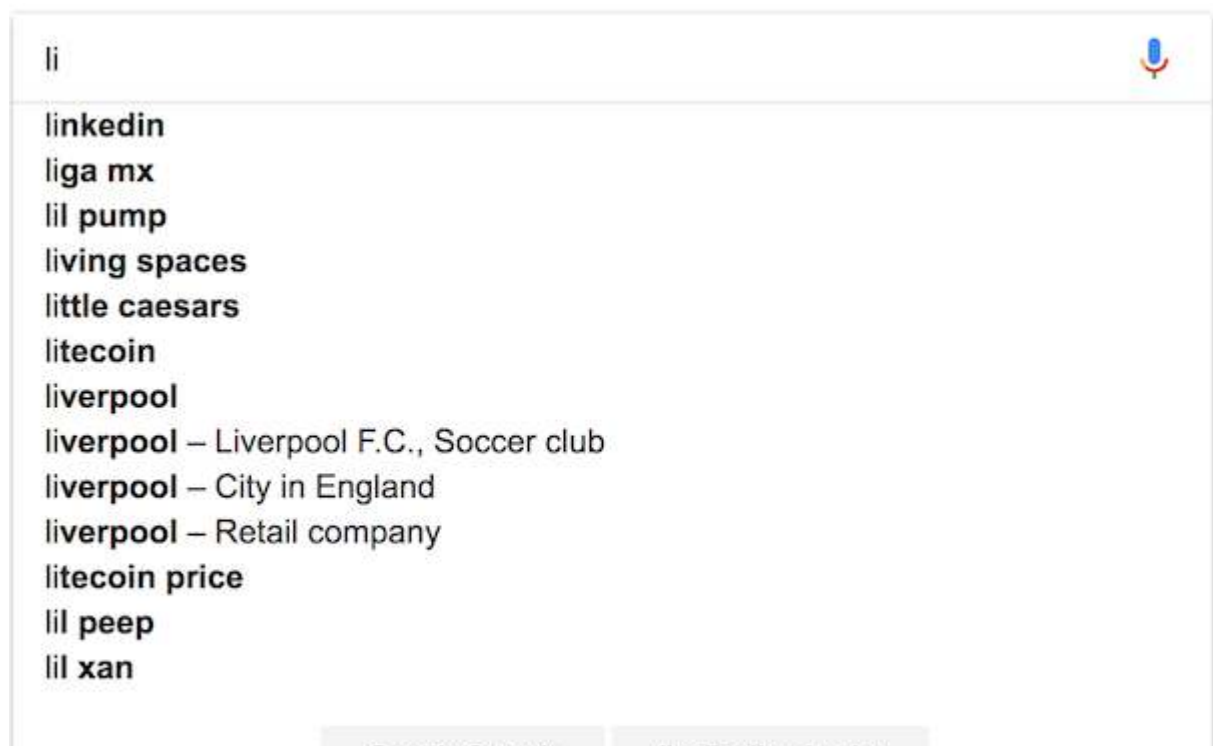 li
linkedin
liga mx
lil pump
living spaces
little caesars
litecoin
liverpool
liverpool – Liverpool F.C., Soccer club
liverpool – City in England
liverpool – Retail company
litecoin price
lil peep
lil xan